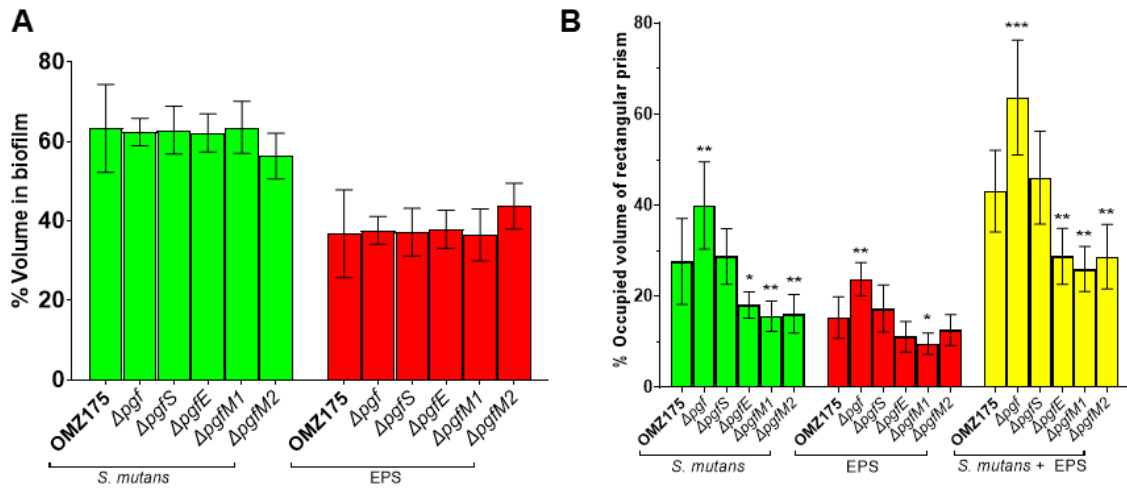 A
% Volume in biofilm
80
60
40
20
0
OMZ175
Δpgf
ΔpgfS
ΔpgfE
ΔpgfM1
ΔpgfM2
OMZ175
Δpgf
ΔpgfS
ΔpgfE
ΔpgfM1
ΔpgfM2
S. mutans
EPS
B
% Occupied volume of rectangular prism
80
60
40
20
0
**
*
**
**
**
*
***
**
**
**
OMZ175
Δpgf
ΔpgfS
ΔpgfE
ΔpgfM1
ΔpgfM2
OMZ175
Δpgf
ΔpgfS
ΔpgfE
ΔpgfM1
ΔpgfM2
OMZ175
Δpgf
ΔpgfS
ΔpgfE
ΔpgfM1
ΔpgfM2
S. mutans
EPS
S. mutans + EPS